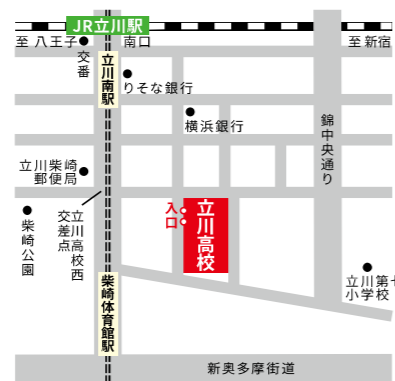 JR立川駅
至 八王子
南口
至 新宿
交番
立川南駅
りそな銀行
横浜銀行
錦中央通り
立川柴崎
郵便局
入口
立川高校
柴崎公園
立川高校西
交差点
立川第七
小学校
柴崎体育館駅
新奥多摩街道